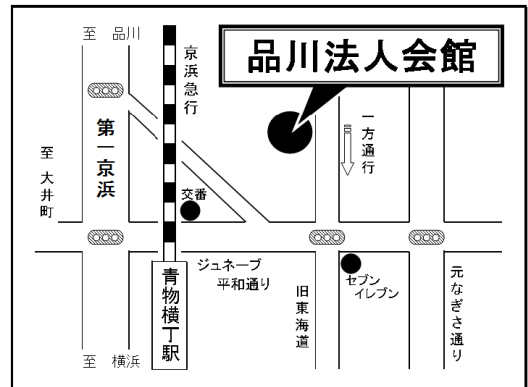 至 品川
京浜急行
品川法人会館
第一京浜
至 大井町
一方通行
交番
ジュネーブ
平和通り
青物横丁駅
旧東海道
セブン
イレブン
元なぎさ通り
至 横浜